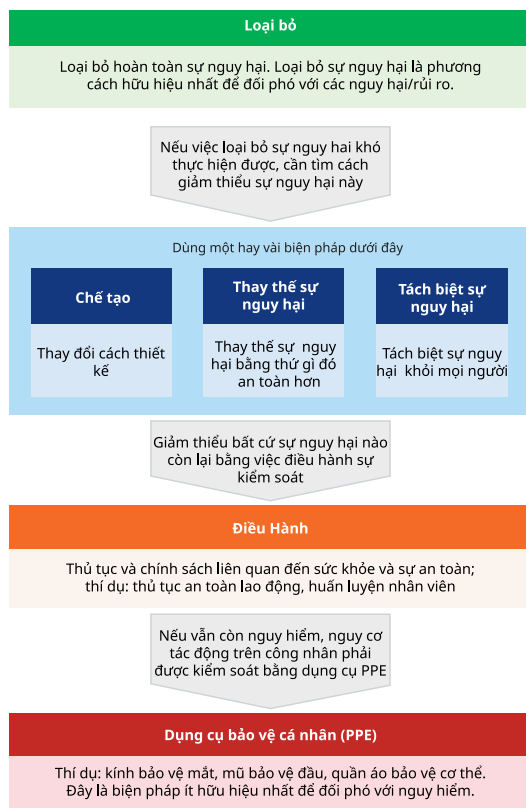 Loại bỏ
Loại bỏ hoàn toàn sự nguy hại. Loại bỏ sự nguy hại là phương
cách hữu hiệu nhất để đối phó với các nguy hại/rủi ro.
Nếu việc loại bỏ sự nguy hai khó
thực hiện được, cần tìm cách
giảm thiểu sự nguy hại này
Dùng một hay vài biện pháp dưới đây
Chế tạo
Thay đổi cách thiết
kế
Thay thế sự
nguy hại
Thay thế sự nguy
hại bằng thứ gì đó
an toàn hơn
Tách biệt sự
nguy hại
Tách biệt sự nguy
hại khỏi mọi người
Giảm thiểu bất cứ sự nguy hại nào
còn lại bằng việc điều hành sự
kiểm soát
Điều Hành
Thủ tục và chính sách liên quan đến sức khỏe và sự an toàn;
thí dụ: thủ tục an toàn lao động, huấn luyện nhân viên
Nếu vẫn còn nguy hiểm, nguy cơ
tác động trên công nhân phải
được kiểm soát bằng dụng cụ PPE
Dụng cụ bảo vệ cá nhân (PPE)
Thí dụ: kính bảo vệ mắt, mũ bảo vệ đầu, quần áo bảo vệ cơ thể.
Đây là biện pháp ít hữu hiệu nhất để đối phó với nguy hiểm.